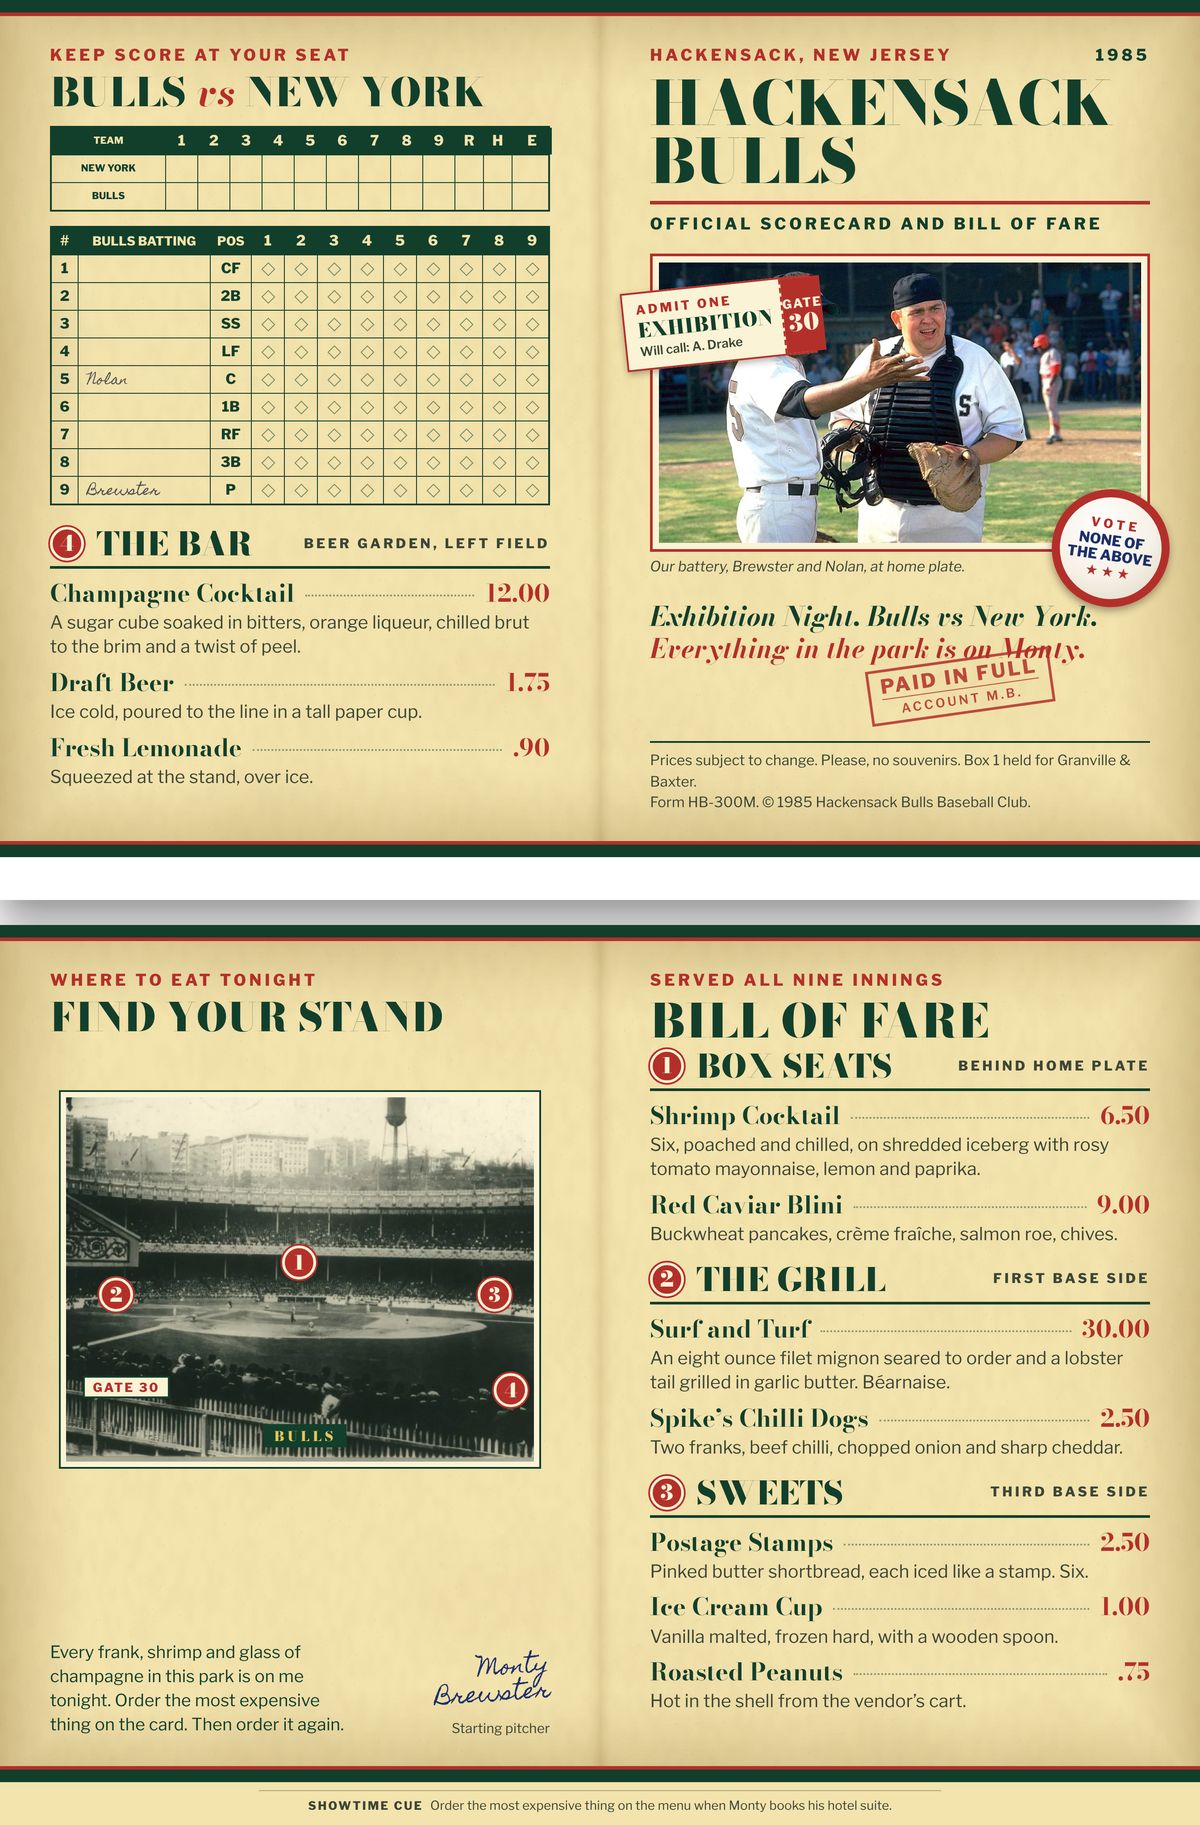 KEEP SCORE AT YOUR SEAT
BULLS vs NEW YORK
TEAM 1 2 3 4 5 6 7 8 9 R H E
NEW YORK
BULLS
# BULLS BATTING POS 1 2 3 4 5 6 7 8 9
1 CF
2 2B
3 SS
4 LF
5 Nolan C
6 1B
7 RF
8 3B
9 Brewster P
4 THE BAR BEER GARDEN, LEFT FIELD
Champagne Cocktail 12.00
A sugar cube soaked in bitters, orange liqueur, chilled brut
to the brim and a twist of peel.
Draft Beer 1.75
Ice cold, poured to the line in a tall paper cup.
Fresh Lemonade .90
Squeezed at the stand, over ice.
HACKENSACK, NEW JERSEY 1985
HACKENSACK
BULLS
OFFICIAL SCORECARD AND BILL OF FARE
ADMIT ONE
EXHIBITION
Will call: A. Drake
GATE
30
5
S
VOTE
NONE OF
THE ABOVE
★ ★ ★
Our battery, Brewster and Nolan, at home plate.
Exhibition Night. Bulls vs New York.
Everything in the park is on Monty.
PAID IN FULL
ACCOUNT M.B.
Prices subject to change. Please, no souvenirs. Box 1 held for Granville &
Baxter.
Form HB-300M. © 1985 Hackensack Bulls Baseball Club.
WHERE TO EAT TONIGHT
FIND YOUR STAND
1
2
3
4
GATE 30
BULLS
Every frank, shrimp and glass of
champagne in this park is on me
tonight. Order the most expensive
thing on the card. Then order it again.
Monty
Brewster
Starting pitcher
SERVED ALL NINE INNINGS
BILL OF FARE
1 BOX SEATS BEHIND HOME PLATE
Shrimp Cocktail 6.50
Six, poached and chilled, on shredded iceberg with rosy
tomato mayonnaise, lemon and paprika.
Red Caviar Blini 9.00
Buckwheat pancakes, crème fraîche, salmon roe, chives.
2 THE GRILL FIRST BASE SIDE
Surf and Turf 30.00
An eight ounce filet mignon seared to order and a lobster
tail grilled in garlic butter. Béarnaise.
Spike's Chilli Dogs 2.50
Two franks, beef chilli, chopped onion and sharp cheddar.
3 SWEETS THIRD BASE SIDE
Postage Stamps 2.50
Pinked butter shortbread, each iced like a stamp. Six.
Ice Cream Cup 1.00
Vanilla malted, frozen hard, with a wooden spoon.
Roasted Peanuts .75
Hot in the shell from the vendor's cart.
SHOWTIME CUE Order the most expensive thing on the menu when Monty books his hotel suite.